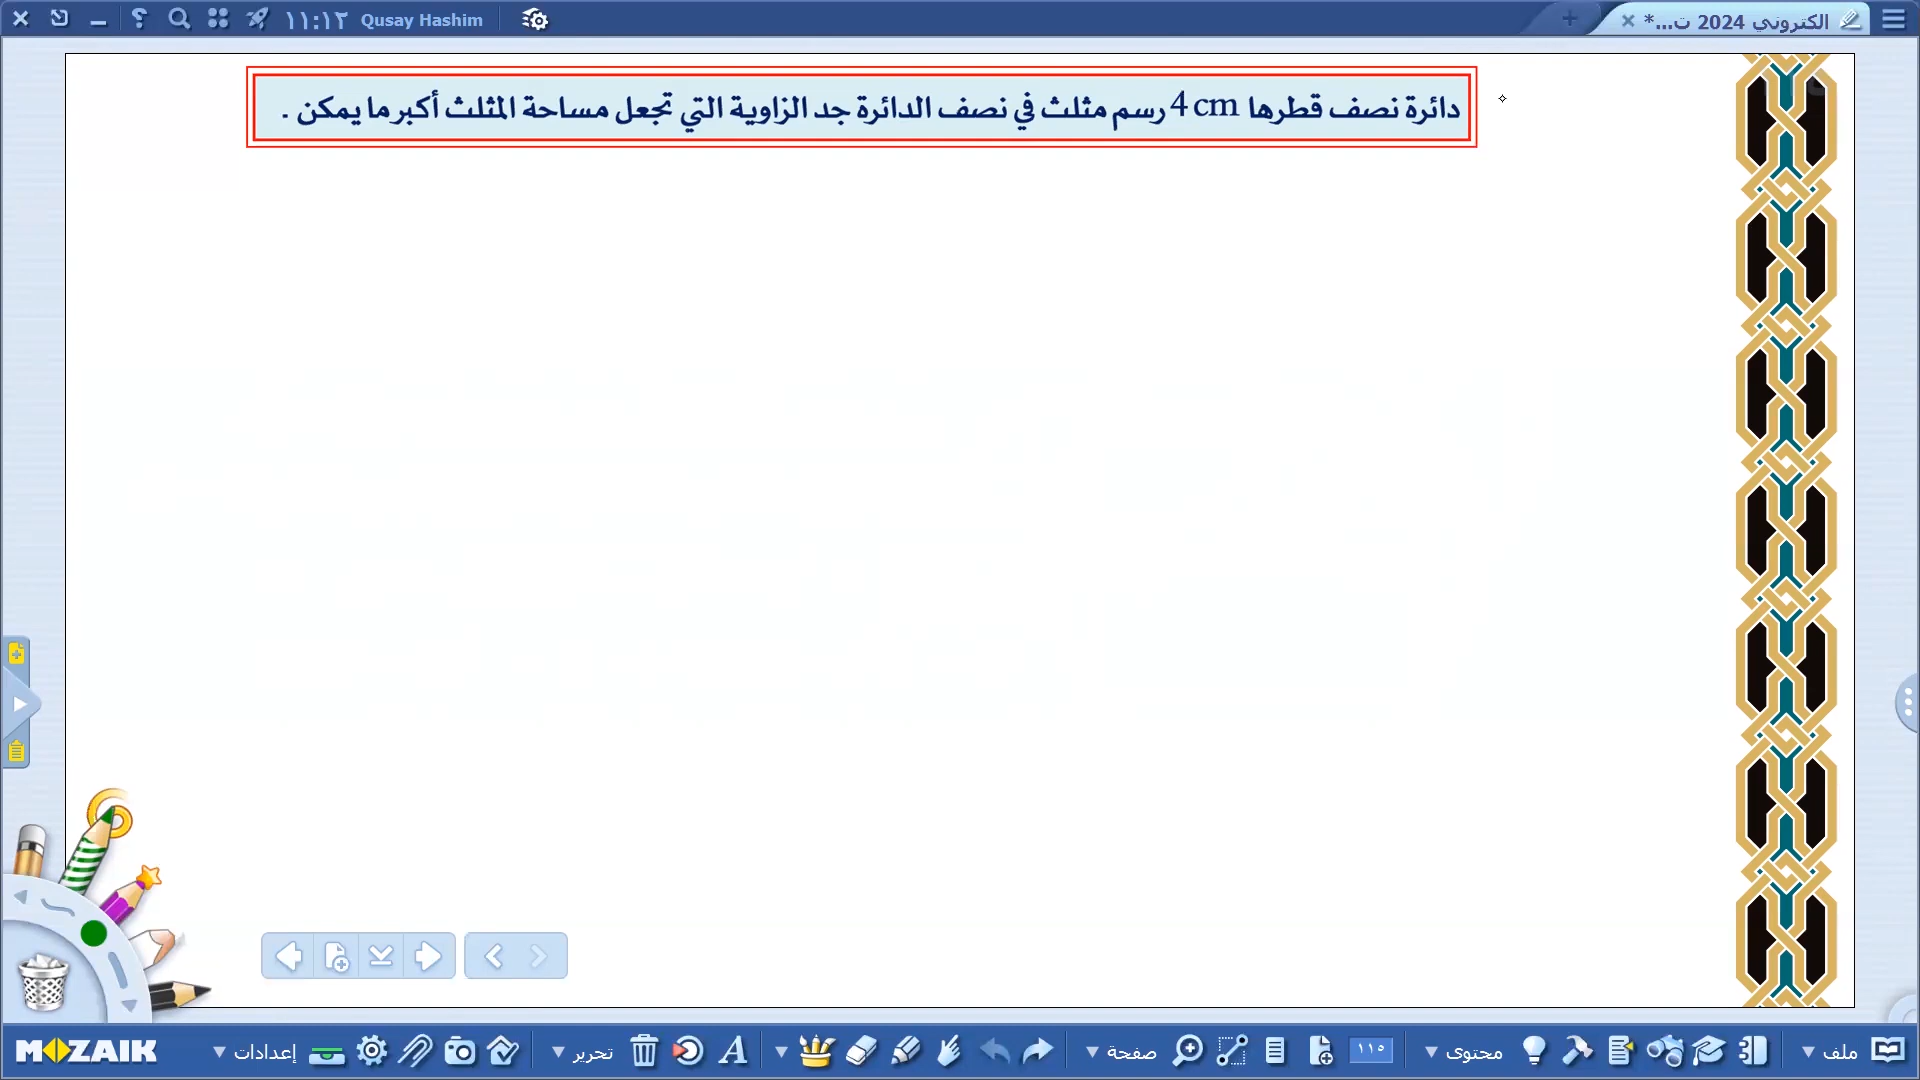 ١١:١٢ Qusay Hashim
الكتروني 2024 ت...*
دائرة نصف قطرها 4 cm رسم مثلث في نصف الدائرة جد الزاوية التي تجعل مساحة المثلث أكبر ما يمكن .
MOZAIK
إعدادات
تحرير
صفحة
١١٥
محتوى
ملف